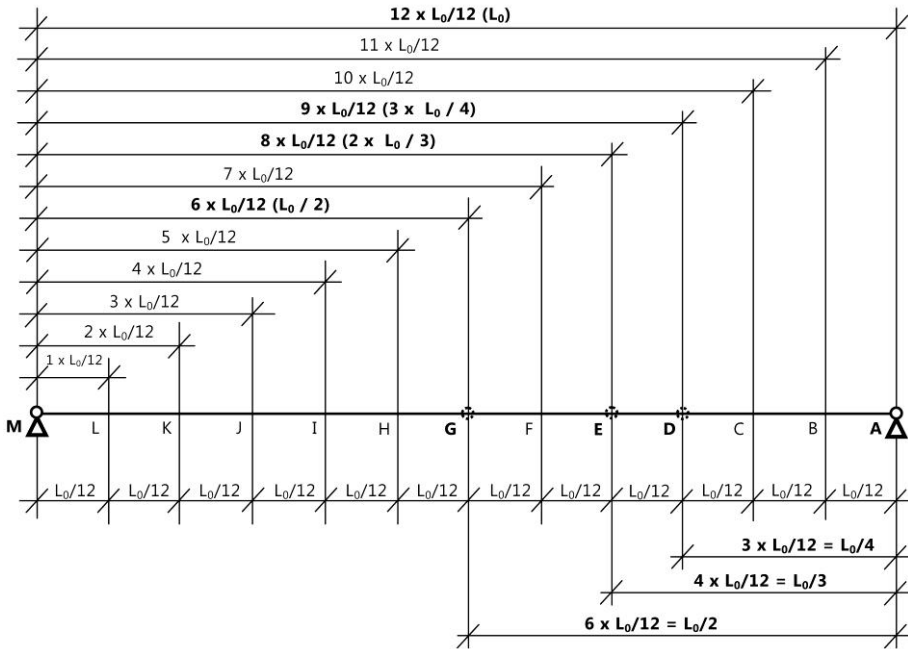 12 x L₀/12 (L₀)
11 x L₀/12
10 x L₀/12
9 x L₀/12 (3 x L₀ / 4)
8 x L₀/12 (2 x L₀ / 3)
7 x L₀/12
6 x L₀/12 (L₀ / 2)
5 x L₀/12
4 x L₀/12
3 x L₀/12
2 x L₀/12
1 x L₀/12
M L K J I H G F E D C B A
L₀/12 L₀/12 L₀/12 L₀/12 L₀/12 L₀/12 L₀/12 L₀/12 L₀/12 L₀/12 L₀/12 L₀/12
3 x L₀/12 = L₀/4
4 x L₀/12 = L₀/3
6 x L₀/12 = L₀/2